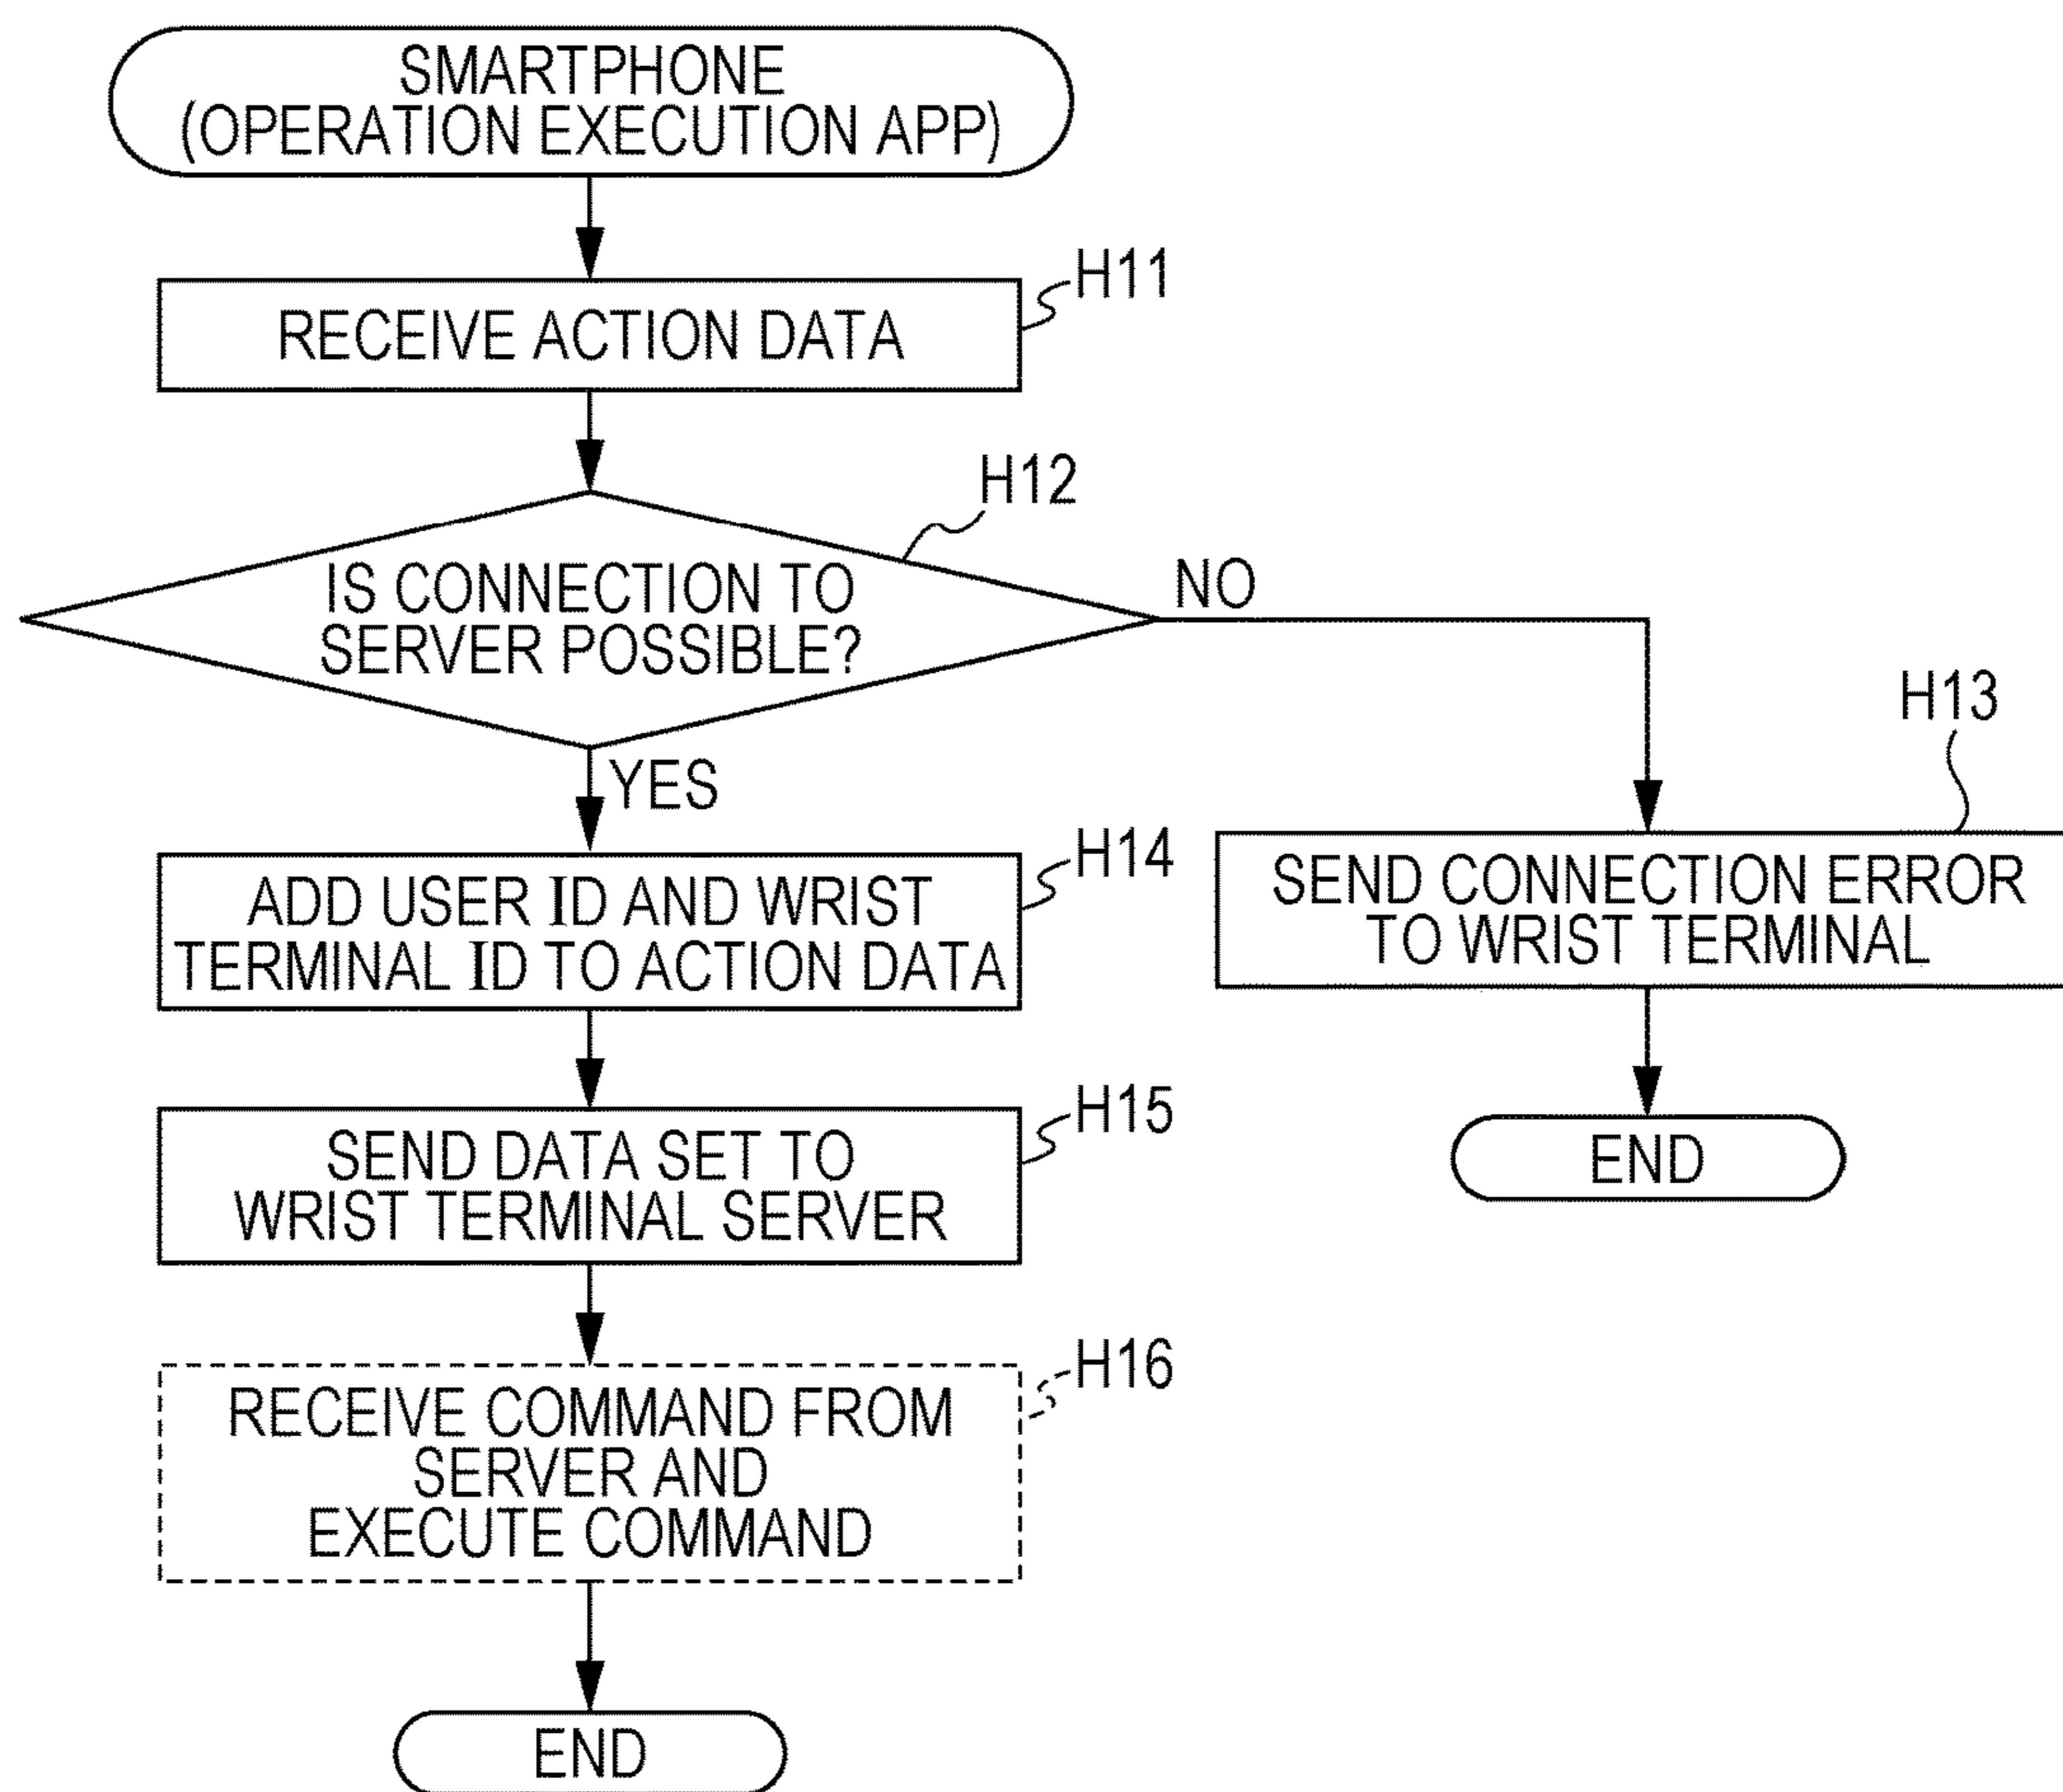 SMARTPHONE
(OPERATION EXECUTION APP)
H11
RECEIVE ACTION DATA
H12
IS CONNECTION TO
SERVER POSSIBLE?
NO
YES
H13
SEND CONNECTION ERROR
TO WRIST TERMINAL
END
H14
ADD USER ID AND WRIST
TERMINAL ID TO ACTION DATA
H15
SEND DATA SET TO
WRIST TERMINAL SERVER
H16
RECEIVE COMMAND FROM
SERVER AND
EXECUTE COMMAND
END